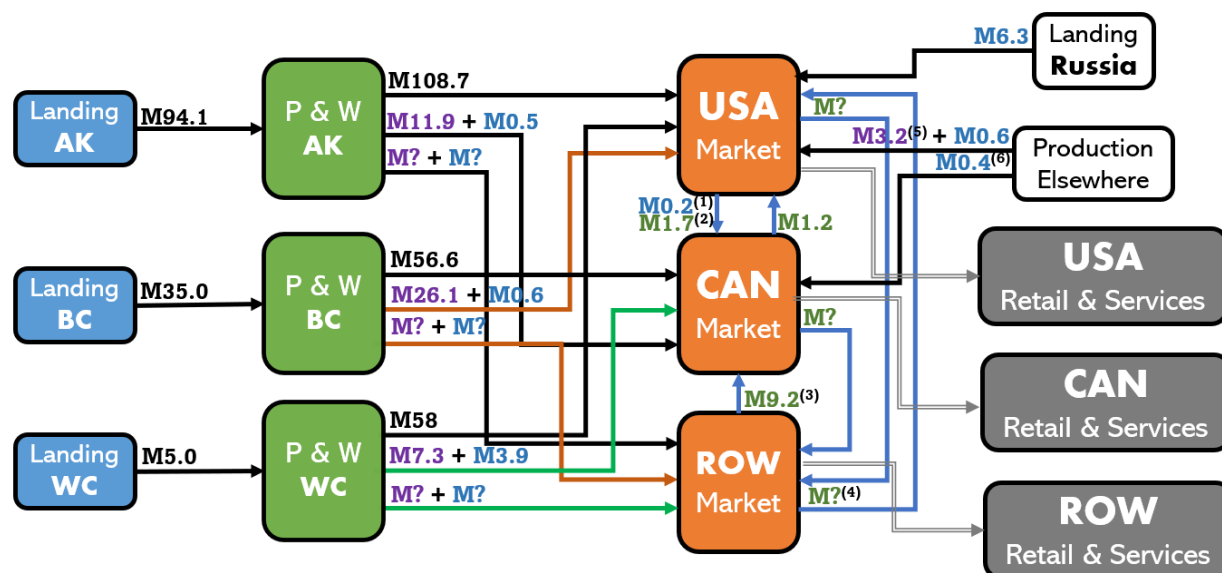 Landing
AK
M94.1
P & W
AK
M108.7
M11.9 + M0.5
M? + M?
USA
Market
M6.3
Landing
Russia
M?
M3.2(5) + M0.6
M0.4(6)
Production
Elsewhere
M0.2(1)
M1.7(2)
M1.2
Landing
BC
M35.0
P & W
BC
M56.6
M26.1 + M0.6
M? + M?
CAN
Market
M?
M9.2(3)
USA
Retail & Services
CAN
Retail & Services
Landing
WC
M5.0
P & W
WC
M58
M7.3 + M3.9
M? + M?
ROW
Market
M?(4)
ROW
Retail & Services